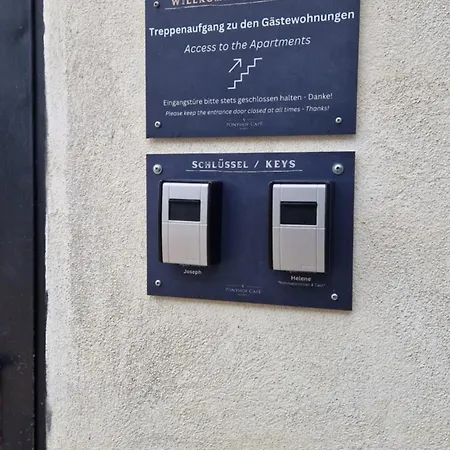 Treppenaufgang zu den Gästewohnungen
Access to the Apartments
Eingangstüre bitte stets geschlossen halten - Danke!
Please keep the entrance door closed at all times - Thanks!
SCHLÜSSEL / KEYS
Joseph
Helene